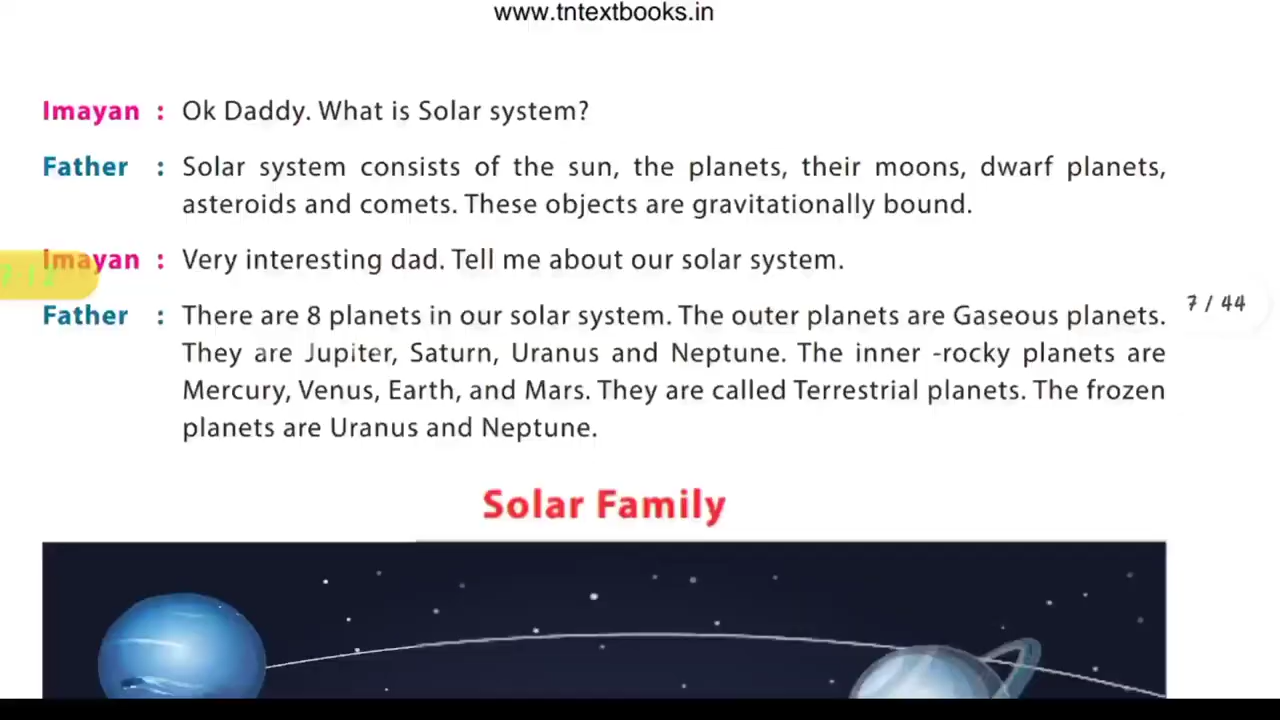 www.tntextbooks.in
Imayan : Ok Daddy. What is Solar system?
Father : Solar system consists of the sun, the planets, their moons, dwarf planets,
asteroids and comets. These objects are gravitationally bound.
Imayan : Very interesting dad. Tell me about our solar system.
Father : There are 8 planets in our solar system. The outer planets are Gaseous planets.
7 / 44
They are Jupiter, Saturn, Uranus and Neptune. The inner -rocky planets are
Mercury, Venus, Earth, and Mars. They are called Terrestrial planets. The frozen
planets are Uranus and Neptune.
Solar Family